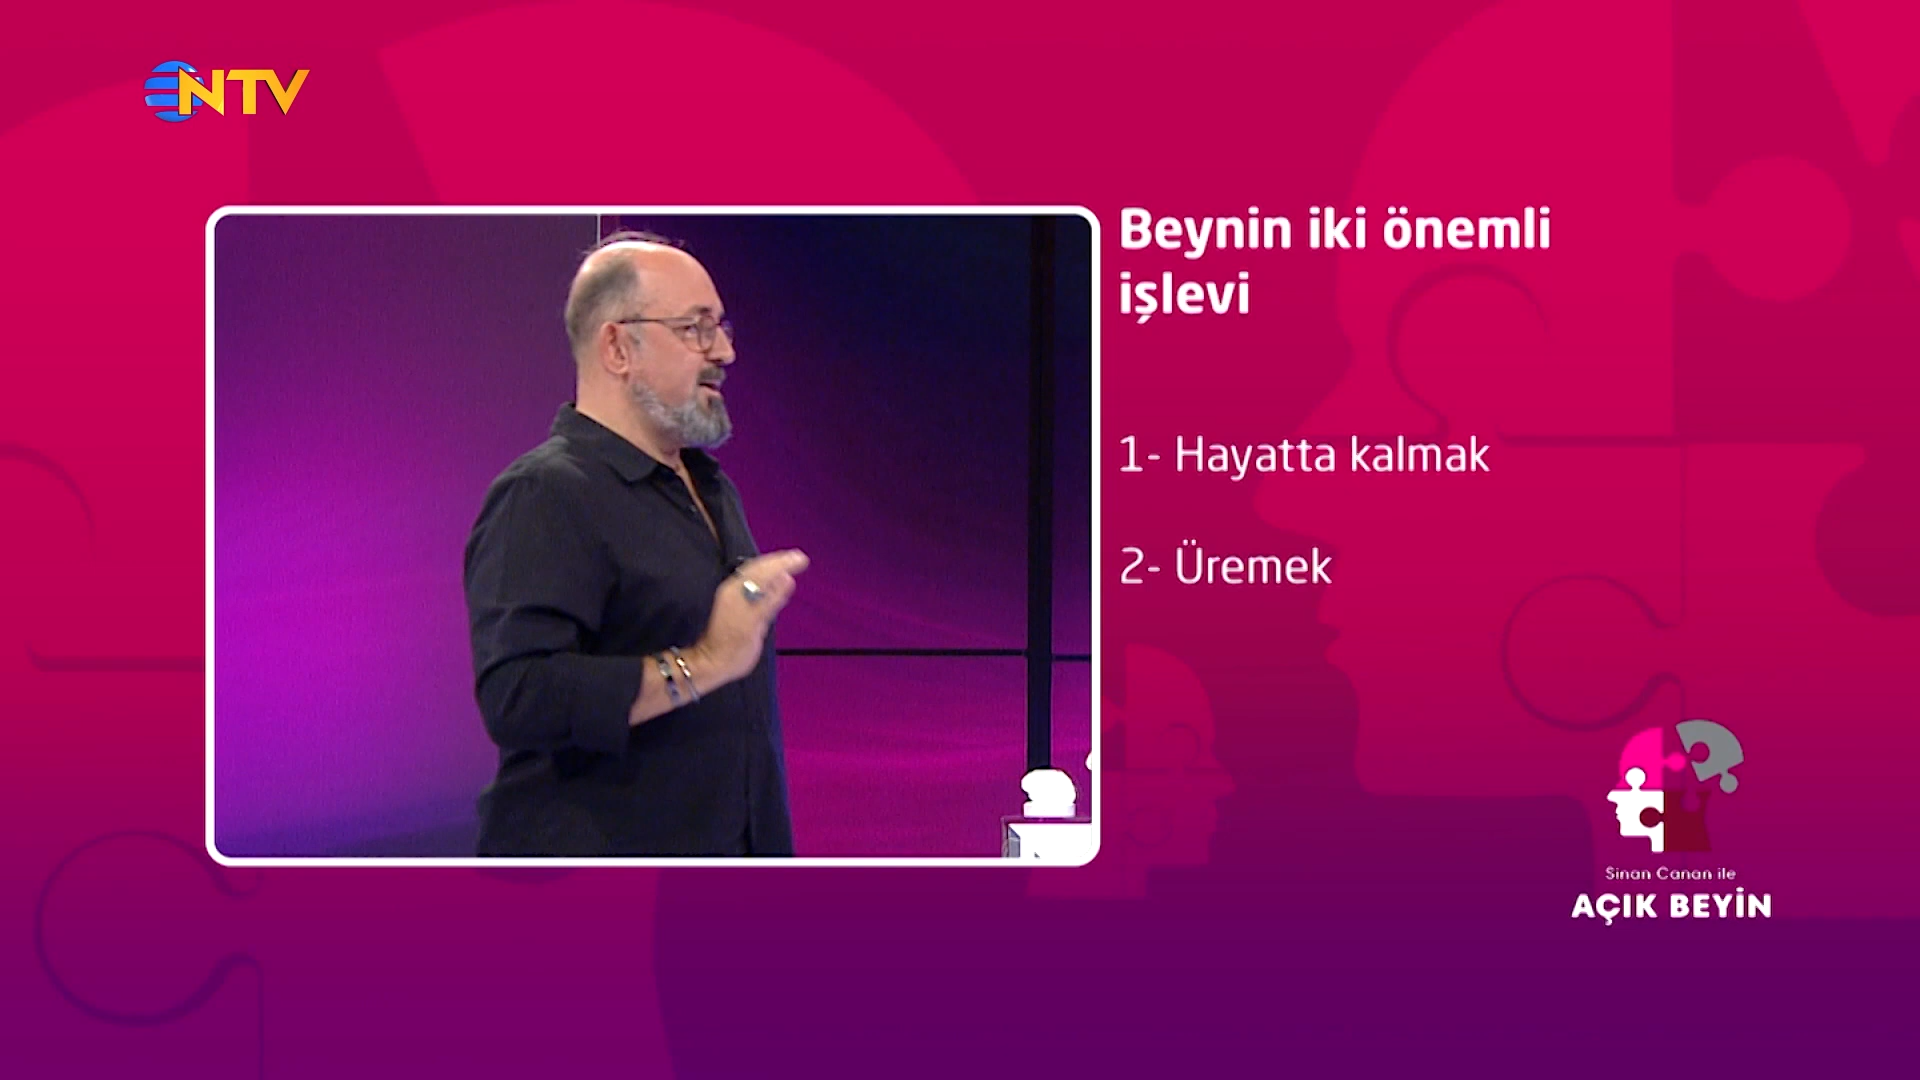 NTV
Beynin iki önemli
işlevi
1- Hayatta kalmak
2- Üremek
Sinan Canan ile
AÇIK BEYİN